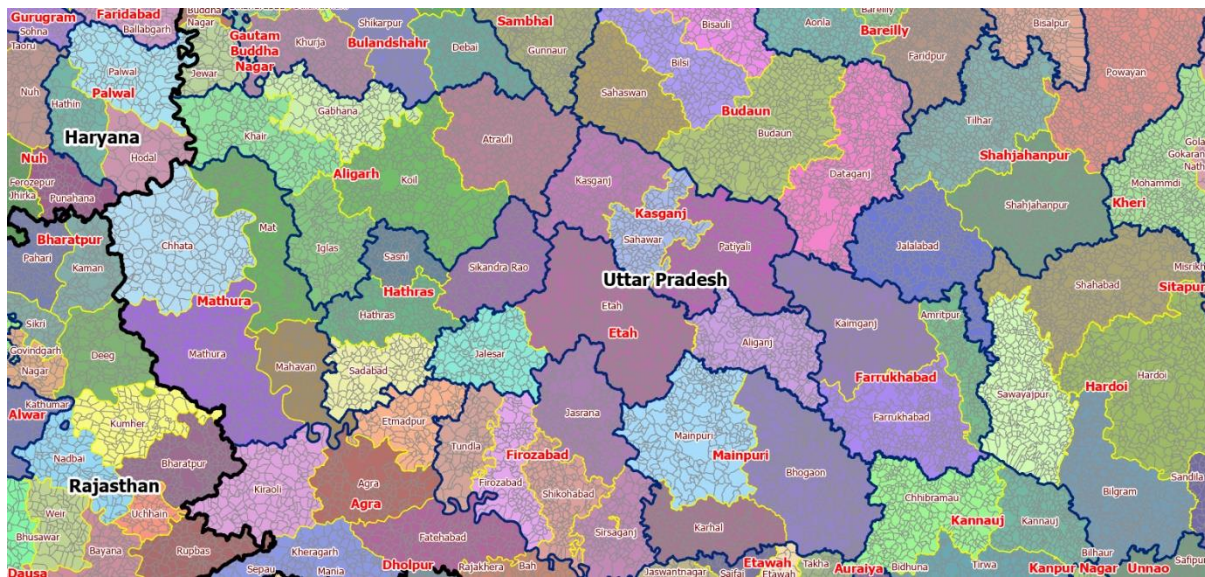 Gurugram
Faridabad
Sohna
Ballabgarh
Taoru
Buddha
Nagar
Gautam
Buddha
Nagar
Khurja
Shikarpur
Bulandshahr
Debai
Sambhal
Gunnaur
Bisauli
Aonla
Bareilly
Bareilly
Faridpur
Bisalpur
Powayan
Palwal
Palwal
Jewar
Nuh
Hathin
Haryana
Hodal
Khair
Gabhana
Atrauli
Sahaswan
Bilsi
Budaun
Budaun
Tilhar
Shahjahanpur
Gola
Gokaran
Nath
Nuh
Ferozepur
Jhirka
Punahana
Aligarh
Koil
Kasganj
Dataganj
Mohammdi
Kheri
Bharatpur
Pahari
Kaman
Chhata
Mat
Iglas
Sasni
Sikandra Rao
Kasganj
Sahawar
Patiyali
Uttar Pradesh
Jalalabad
Shahjahanpur
Misrikh
Shahabad
Sitapur
Mathura
Hathras
Hathras
Etah
Etah
Aliganj
Kaimganj
Amritpur
Sikri
Govindgarh
Nagar
Deeg
Mathura
Mahavan
Sadabad
Jalesar
Farrukhabad
Farrukhabad
Sawayajpur
Hardoi
Hardoi
Alwar
Kathumar
Kumher
Nadbai
Bharatpur
Rajasthan
Kiraoli
Etmadpur
Agra
Agra
Tundla
Firozabad
Firozabad
Jasrana
Shikohabad
Mainpuri
Mainpuri
Bhogaon
Chhibramau
Kannauj
Kannauj
Bilgram
Sandila
Weir
Uchhain
Bhusawar
Bayana
Rupbas
Dausa
Sepau
Kheragarh
Mania
Fatehabad
Dholpur
Rajakhera
Bah
Sirsaganj
Karhal
Jaswantnagar
Saifai
Etawah
Etawah
Takha
Auraiya
Bidhuna
Tirwa
Bilhaur
Kanpur Nagar
Unnao
Safipur